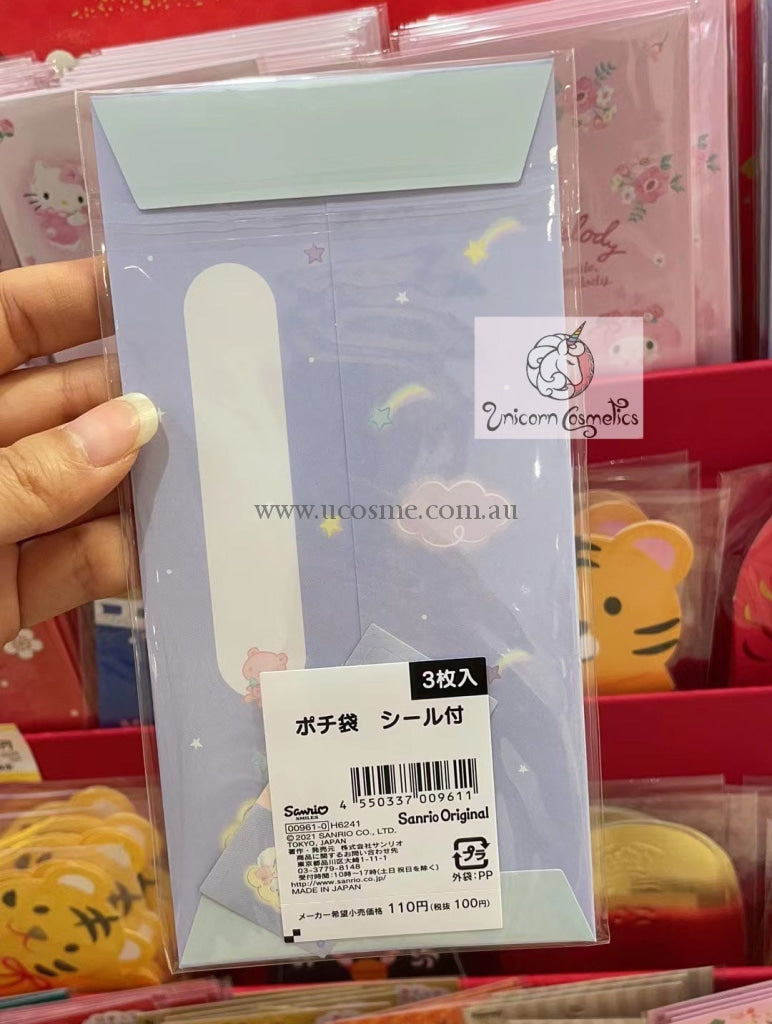 lody
Unicorn Cosmetics
www.ucosme.com.au
3枚入
ポチ袋 シール付
4 550337 009611
Sanrio
SMILES
Sanrio Original
00961-0 H6241
©2021 SANRIO CO., LTD.
TOKYO, JAPAN
著作・発売元 株式会社サンリオ
商品に関するお問い合わせ先
東京都品川区大崎1-11-1
03-3779-8148
受付時間:10時〜17時(土日 祝日を除く)
http://www.sanrio.co.jp/
MADE IN JAPAN
プラ
外袋:PP
メーカー希望小売価格 110円(税抜 100円)